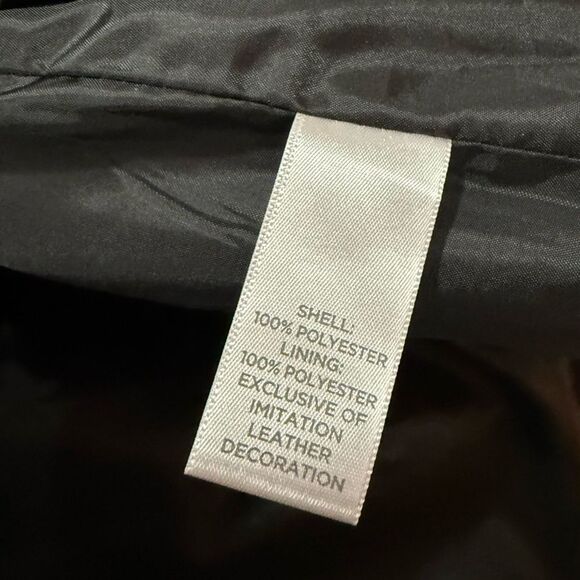 SHELL:
100% POLYESTER
LINING:
100% POLYESTER
EXCLUSIVE OF
IMITATION
LEATHER
DECORATION